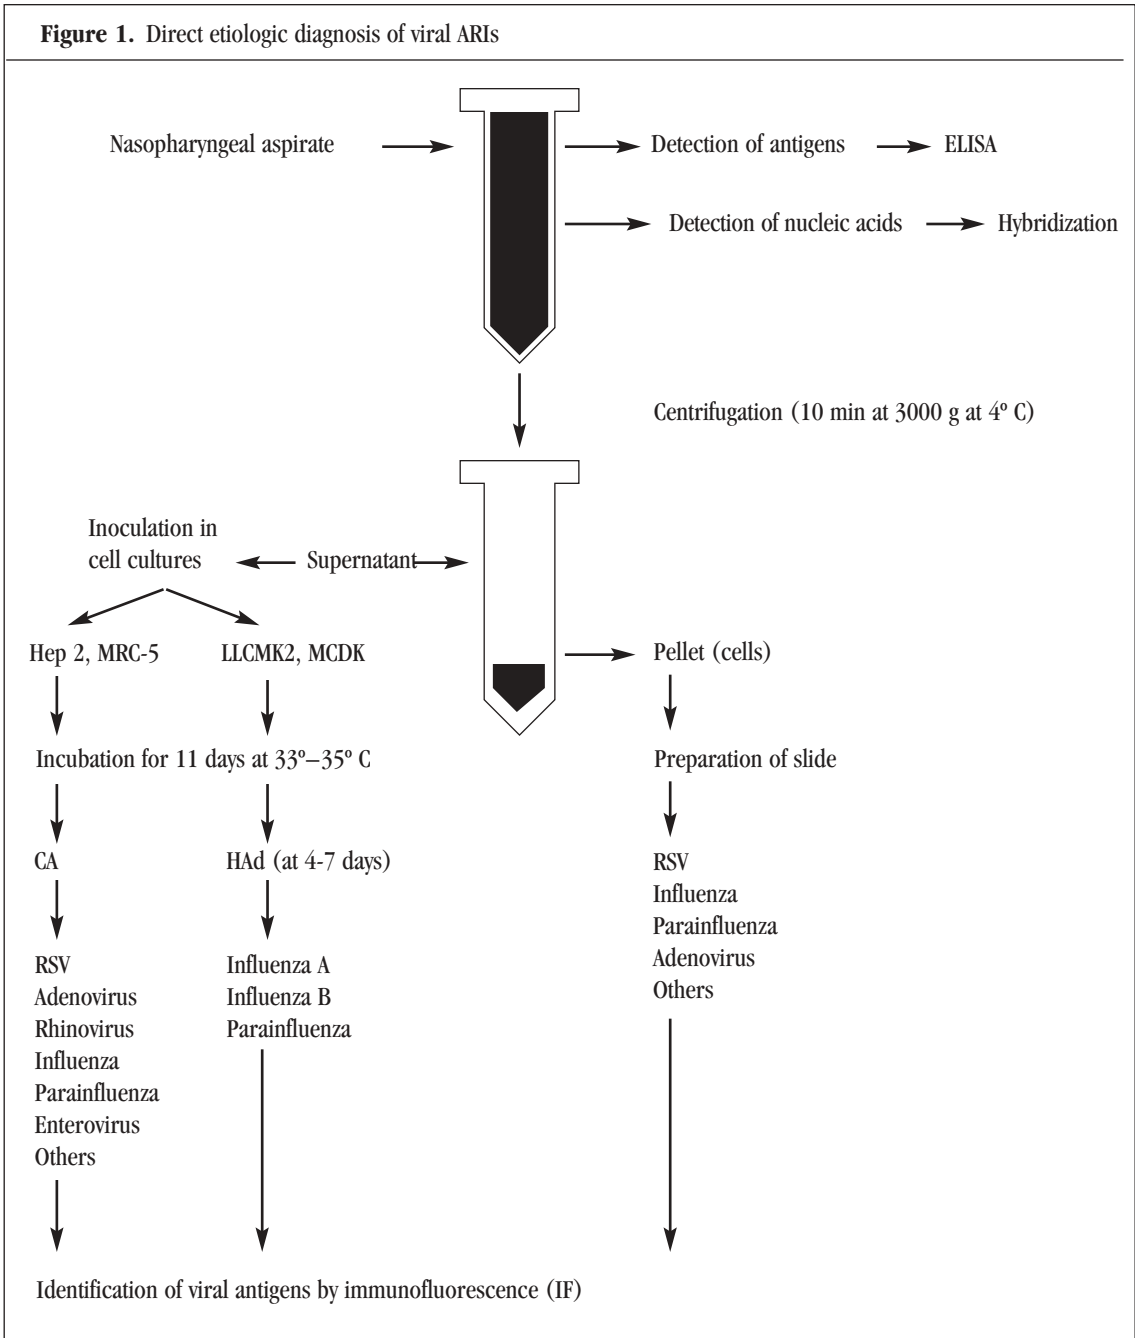 Figure 1. Direct etiologic diagnosis of viral ARIs
Nasopharyngeal aspirate
Detection of antigens
ELISA
Detection of nucleic acids
Hybridization
Centrifugation (10 min at 3000 g at 4º C)
Inoculation in
cell cultures
Supernatant
Hep 2, MRC-5
LLCMK2, MCDK
Pellet (cells)
Incubation for 11 days at 33º–35º C
Preparation of slide
CA
HAd (at 4-7 days)
RSV
Influenza
Parainfluenza
Adenovirus
Others
RSV
Adenovirus
Rhinovirus
Influenza
Parainfluenza
Enterovirus
Others
Influenza A
Influenza B
Parainfluenza
Identification of viral antigens by immunofluorescence (IF)